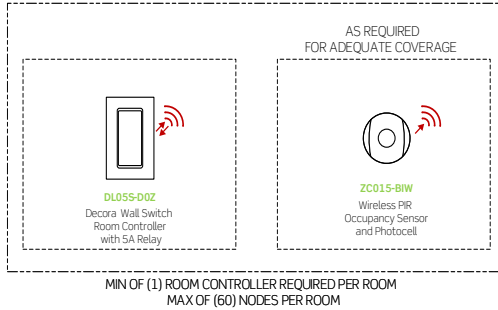 AS REQUIRED
FOR ADEQUATE COVERAGE
DL05S-D0Z
Decora Wall Switch
Room Controller
with 5A Relay
ZC015-BIW
Wireless PIR
Occupancy Sensor
and Photocell
MIN OF (1) ROOM CONTROLLER REQUIRED PER ROOM
MAX OF (60) NODES PER ROOM